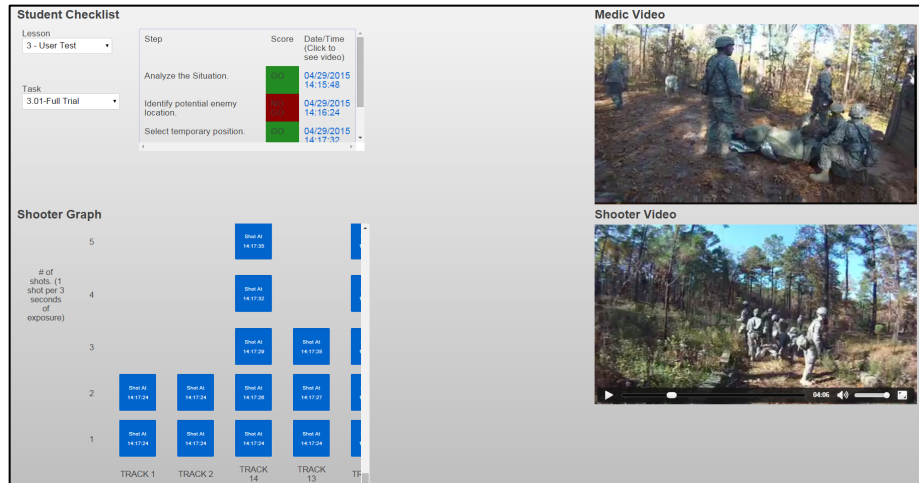 Student Checklist
Medic Video
Lesson
3 - User Test
Task
3.01-Full Trial
Step Score Date/Time
(Click to
see video)
Analyze the Situation. GO 04/29/2015
14:15:48
Identify potential enemy NO 04/29/2015
location. GO 14:16:24
Select temporary position. GO 04/29/2015
14:17:32
Shooter Graph
Shooter Video
# of
shots. (1
shot per 3
seconds
of
exposure)
5
Shot At
14:17:35
4
Shot At
14:17:32
3
Shot At Shot At
14:17:29 14:17:28
2
Shot At Shot At Shot At Shot At
14:17:24 14:17:24 14:17:26 14:17:27
1
Shot At Shot At Shot At Shot At
14:17:24 14:17:24 14:17:24 14:17:24
TRACK 1 TRACK 2 TRACK
14 TRACK
13
04:06